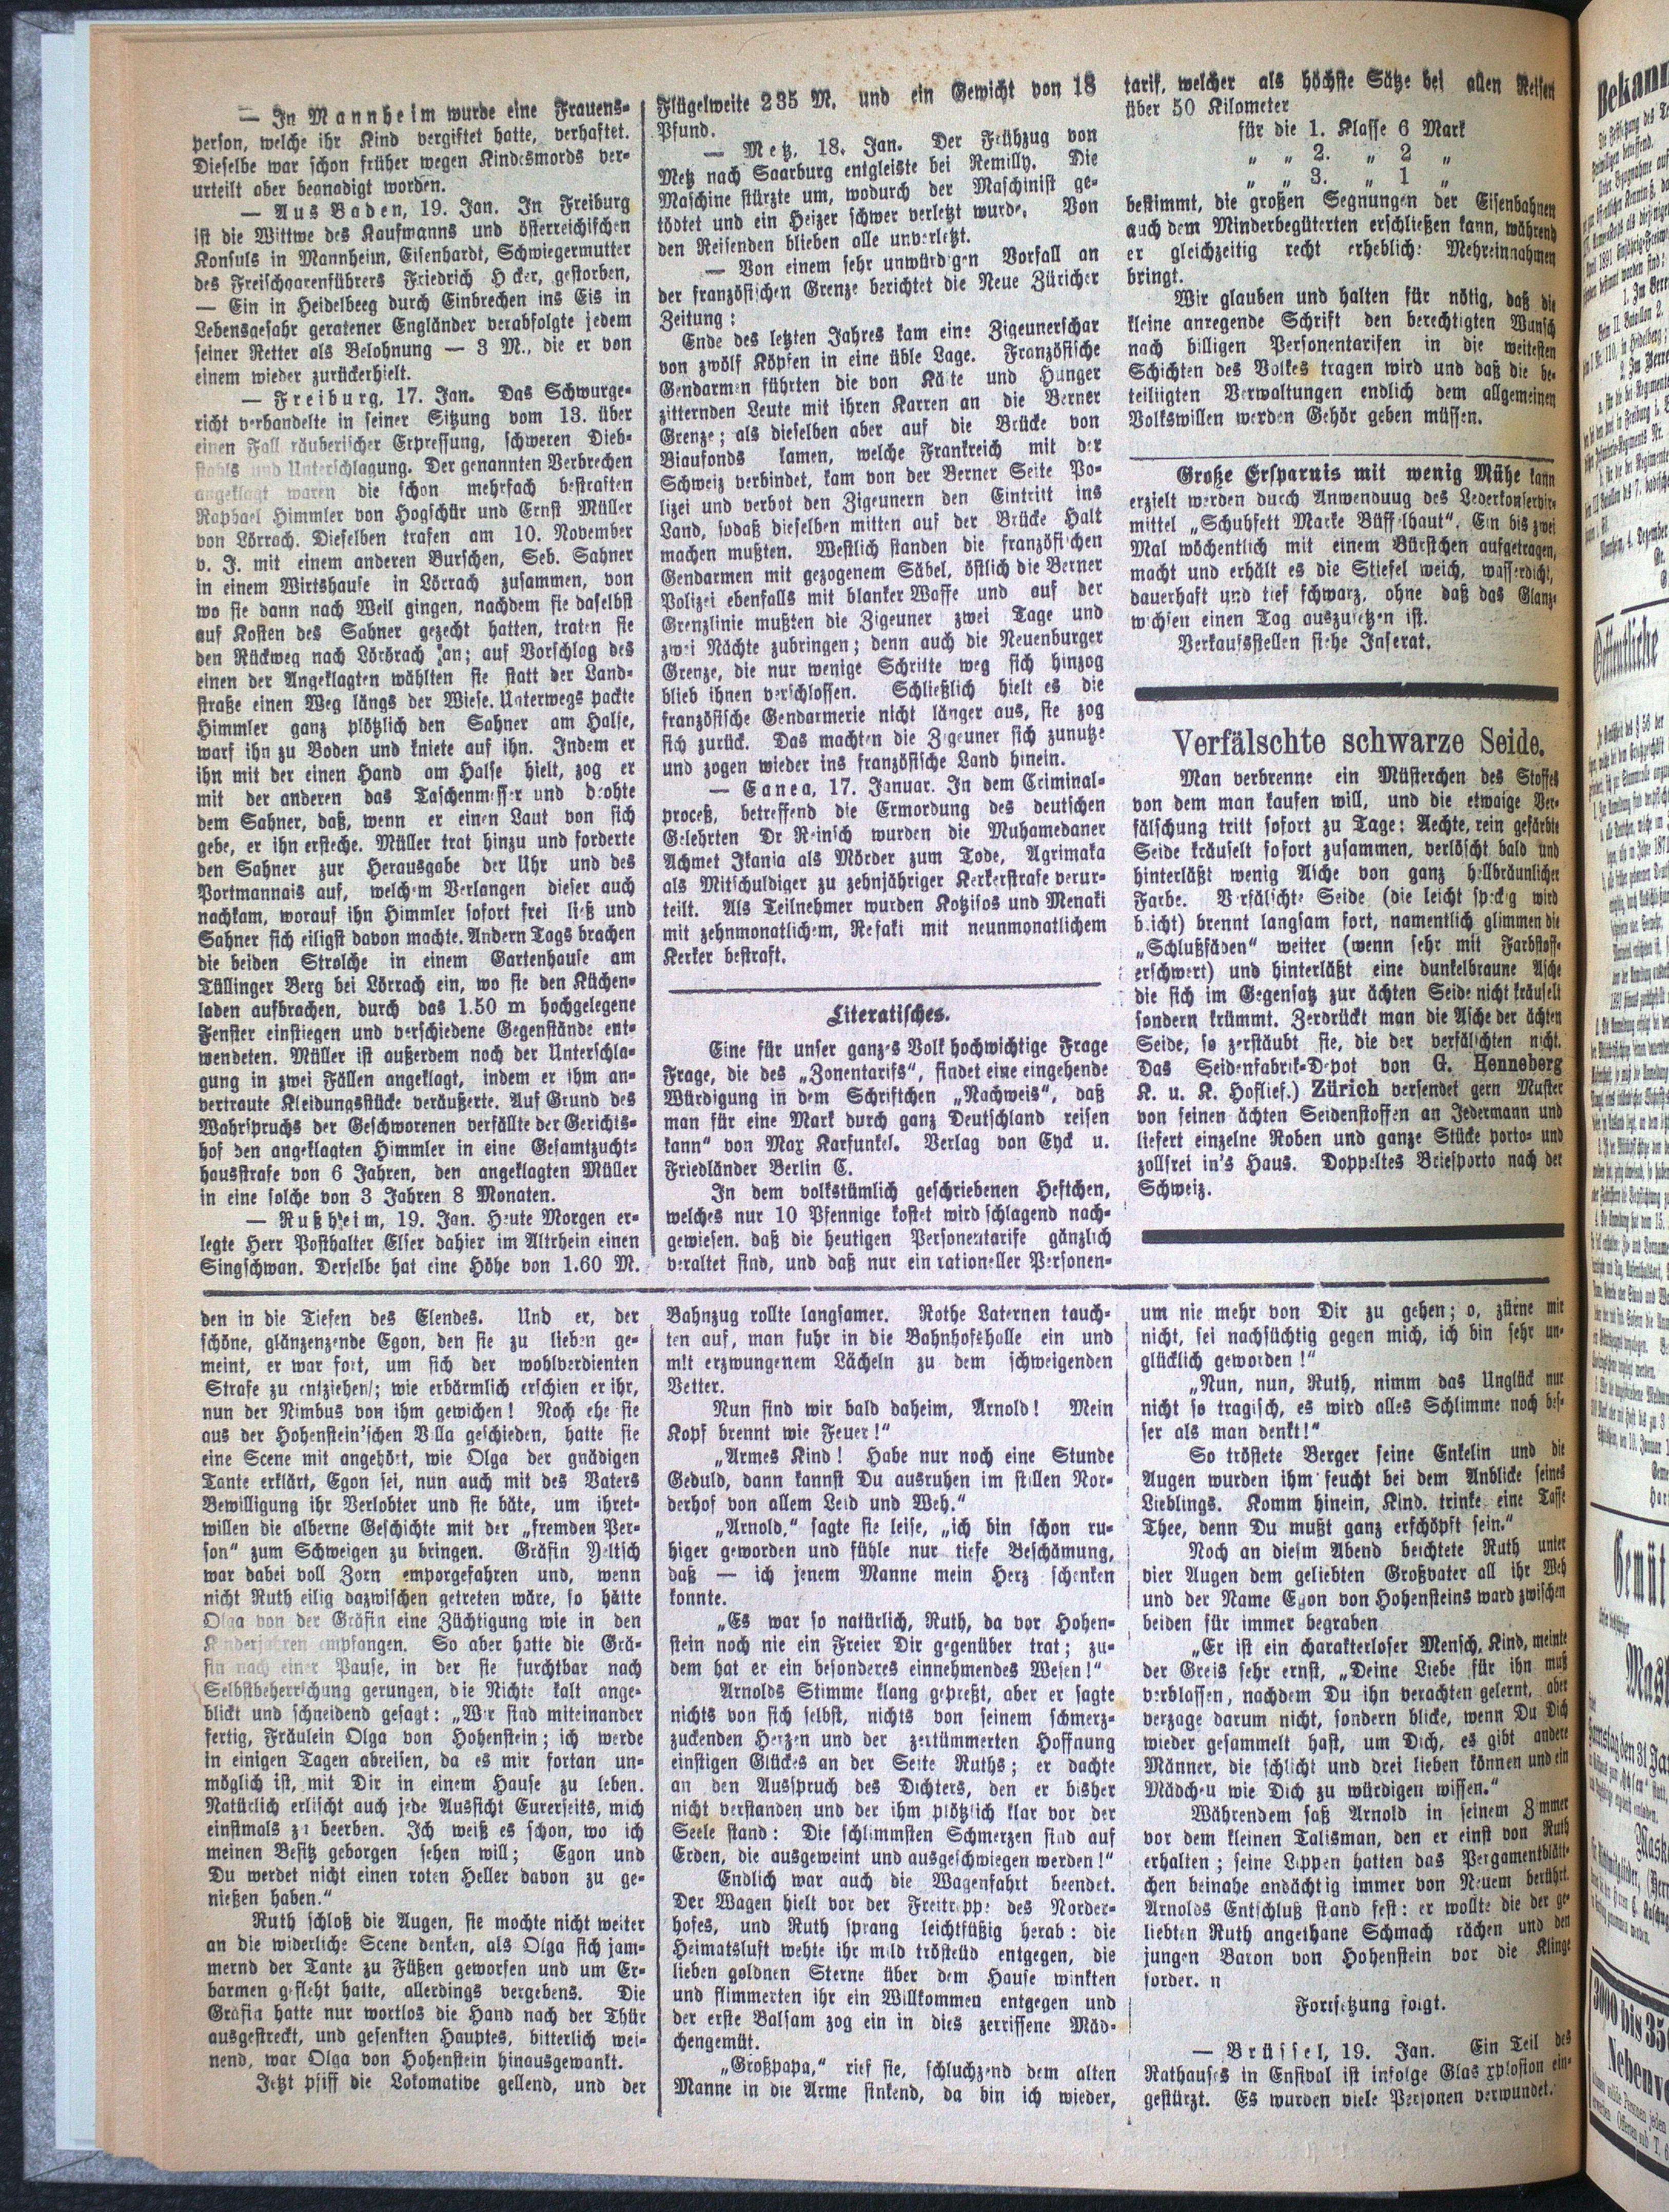 — In Mannheim wurde eine Frauens-
person, welche ihr Kind vergiftet hatte, verhaftet.
Dieselbe war schon früher wegen Kindesmords ver-
urteilt aber begnadigt worden.
— Aus Baden, 19. Jan. In Freiburg
ist die Wittwe des Kaufmanns und österreichischen
Konsuls in Mannheim, Eisenhardt, Schwiegermutter
des Freischaarenführers Friedrich H cker, gestorben,
— Ein in Heidelbeeg durch Einbrechen ins Eis in
Lebensgefahr geratener Engländer verabfolgte jedem
seiner Retter als Belohnung — 3 M., die er von
einem wieder zurückerhielt.
— Freiburg, 17. Jan. Das Schwurge-
richt verhandelte in seiner Sitzung vom 13. über
einen Fall räuberischer Erpressung, schweren Dieb-
stahls und Unterschlagung. Der genannten Verbrechen
angeklagt waren die schon mehrfach bestraften
Raphael Himmler von Hogschür und Ernst Müller
von Lörrach. Dieselben trafen am 10. November
v. J. mit einem anderen Burschen, Seb. Sahner
in einem Wirtshause in Lörrach zusammen, von
wo sie dann nach Weil gingen, nachdem sie daselbst
auf Kosten des Sahner gezecht hatten, traten sie
den Rückweg nach Lörörach an; auf Vorschlag des
einen der Angeklagten wählten sie statt der Land-
straße einen Weg längs der Wiese. Unterwegs packte
Himmler ganz plötzlich den Sahner am Halse,
warf ihn zu Boden und kniete auf ihn. Indem er
ihn mit der einen Hand am Halse hielt, zog er
mit der anderen das Taschenmesser und drohte
dem Sahner, daß, wenn er einen Laut von sich
gebe, er ihn ersteche. Müller trat hinzu und forderte
den Sahner zur Herausgabe der Uhr und des
Portmannais auf, welchem Verlangen dieser auch
nachkam, worauf ihn Himmler sofort frei ließ und
Sahner sich eiligst davon machte. Andern Tags brachen
die beiden Strolche in einem Gartenhause am
Tüllinger Berg bei Lörrach ein, wo sie den Küchen-
laden aufbrachen, durch das 1.50 m hochgelegene
Fenster einstiegen und verschiedene Gegenstände ent-
wendeten. Müller ist außerdem noch der Unterschla-
gung in zwei Fällen angeklagt, indem er ihm an-
vertraute Kleidungsstücke veräußerte. Auf Grund des
Wahrspruchs der Geschworenen verfällte der Gerichts-
hof den angeklagten Himmler in eine Gesamtzucht-
hausstrafe von 6 Jahren, den angeklagten Müller
in eine solche von 3 Jahren 8 Monaten.
— Rußheim, 19. Jan. Heute Morgen er-
legte Herr Posthalter Elser dahier im Altrhein einen
Singschwan. Derselbe hat eine Höhe von 1.60 M.
Flügelweite 235 M. und ein Gewicht von 18
Pfund.
— Metz, 18. Jan. Der Frühzug von
Metz nach Saarburg entgleiste bei Remilly. Die
Maschine stürzte um, wodurch der Maschinist ge-
tödtet und ein Heizer schwer verletzt wurde. Von
den Reisenden blieben alle unverletzt.
— Von einem sehr unwürdigen Vorfall an
der französischen Grenze berichtet die Neue Züricher
Zeitung:
Ende des letzten Jahres kam eine Zigeunerschar
von zwölf Köpfen in eine üble Lage. Französische
Gendarmen führten die von Kälte und Hunger
zitternden Leute mit ihren Karren an die Berner
Grenze; als dieselben aber auf die Brücke von
Biaufonds kamen, welche Frankreich mit der
Schweiz verbindet, kam von der Berner Seite Po-
lizei und verbot den Zigeunern den Eintritt ins
Land, sodaß dieselben mitten auf der Brücke Halt
machen mußten. Westlich standen die französischen
Gendarmen mit gezogenem Säbel, östlich die Berner
Polizei ebenfalls mit blanker Waffe und auf der
Grenzlinie mußten die Zigeuner zwei Tage und
zwei Nächte zubringen; denn auch die Neuenburger
Grenze, die nur wenige Schritte weg sich hinzog
blieb ihnen verschlossen. Schließlich hielt es die
französische Gendarmerie nicht länger aus, sie zog
sich zurück. Das machten die Zigeuner sich zunutze
und zogen wieder ins französische Land hinein.
— Canea, 17. Januar. In dem Criminal-
proceß, betreffend die Ermordung des deutschen
Gelehrten Dr Reinsch wurden die Muhamedaner
Achmet Ikania als Mörder zum Tode, Agrimaka
als Mitschuldiger zu zehnjähriger Kerkerstrafe verur-
teilt. Als Teilnehmer wurden Kotzifos und Menaki
mit zehnmonatlichem, Refaki mit neunmonatlichem
Kerker bestraft.
Literatisches.
Eine für unser ganzes Volk hochwichtige Frage
Frage, die des „Zonentarifs“, findet eine eingehende
Würdigung in dem Schriftchen „Nachweis“, daß
man für eine Mark durch ganz Deutschland reisen
kann“ von Max Karfunkel. Verlag von Eyck u.
Friedländer Berlin C.
In dem volkstümlich geschriebenen Heftchen,
welches nur 10 Pfennige kostet wird schlagend nach-
gewiesen, daß die heutigen Personentarife gänzlich
veraltet sind, und daß nur ein rationeller Personen-
tarif, welcher als höchste Sätze bei allen Reisen
über 50 Kilometer
für die 1. Klasse 6 Mark
„ „ 2. „ 2 „
„ „ 3. „ 1 „
bestimmt, die großen Segnungen der Eisenbahnen
auch dem Minderbegüterten erschließen kann, während
er gleichzeitig recht erhebliche Mehreinnahmen
bringt.
Wir glauben und halten für nötig, daß die
kleine anregende Schrift den berechtigten Wunsch
nach billigen Personentarifen in die weitesten
Schichten des Volkes tragen wird und daß die be-
teiliigten Verwaltungen endlich dem allgemeinen
Volkswillen werden Gehör geben müssen.
Große Ersparnis mit wenig Mühe kann
erzielt werden durch Anwenduug des Lederkonservir-
mittel „Schuhfett Marke Büffelhaut“. Ein bis zwei
Mal wöchentlich mit einem Bürstchen aufgetragen,
macht und erhält es die Stiefel weich, wasserdicht,
dauerhaft und tief schwarz, ohne daß das Glanz-
wichsen einen Tag auszusetzen ist.
Verkaufsstellen siehe Inserat.
Verfälschte schwarze Seide.
Man verbrenne ein Müsterchen des Stoffes
von dem man kaufen will, und die etwaige Ver-
fälschung tritt sofort zu Tage: Aechte, rein gefärbte
Seide kräuselt sofort zusammen, verlöscht bald und
hinterläßt wenig Asche von ganz hellbräunlicher
Farbe. Verfälschte Seide (die leicht speckig wird
bricht) brennt langsam fort, namentlich glimmen die
„Schlußfäden“ weiter (wenn sehr mit Farbstoff-
erschwert) und hinterläßt eine dunkelbraune Asche
die sich im Gegensatz zur ächten Seide nicht kräuselt
sondern krümmt. Zerdrückt man die Asche der ächten
Seide, so zerstäubt sie, die der verfälschten nicht.
Das Seidenfabrik-Depot von G. Henneberg
K. u. K. Hoflief.) Zürich versendet gern Muster
von seinen ächten Seidenstoffen an Jedermann und
liefert einzelne Roben und ganze Stücke porto- und
zollfrei in's Haus. Doppeltes Briefporto nach der
Schweiz.
den in die Tiefen des Elendes. Und er, der
schöne, glänzenzende Egon, den sie zu lieben ge-
meint, er war fort, um sich der wohlverdienten
Strafe zu entziehen; wie erbärmlich erschien er ihr,
nun der Nimbus von ihm gewichen! Noch ehe sie
aus der Hohenstein'schen Villa geschieden, hatte sie
eine Scene mit angehört, wie Olga der gnädigen
Tante erklärt, Egon sei, nun auch mit des Vaters
Bewilligung ihr Verlobter und sie bäte, um ihret-
willen die alberne Geschichte mit der „fremden Per-
son“ zum Schweigen zu bringen. Gräfin Yeltsch
war dabei voll Zorn emporgefahren und, wenn
nicht Ruth eilig dazwischen getreten wäre, so hätte
Olga von der Gräfin eine Züchtigung wie in den
Kinderjahren empfangen. So aber hatte die Grä-
fin nach einer Pause, in der sie furchtbar nach
Selbstbeherrschung gerungen, die Nichte kalt ange-
blickt und schneidend gesagt: „Wir sind miteinander
fertig, Fräulein Olga von Hohenstein; ich werde
in einigen Tagen abreisen, da es mir fortan un-
möglich ist, mit Dir in einem Hause zu leben.
Natürlich erlischt auch jede Aussicht Eurerseits, mich
einstmals zu beerben. Ich weiß es schon, wo ich
meinen Besitz geborgen sehen will; Egon und
Du werdet nicht einen roten Heller davon zu ge-
nießen haben.“
Ruth schloß die Augen, sie mochte nicht weiter
an die widerliche Scene denken, als Olga sich jam-
mernd der Tante zu Füßen geworfen und um Er-
barmen gefleht hatte, allerdings vergebens. Die
Gräfin hatte nur wortlos die Hand nach der Thür
ausgestreckt, und gesenkten Hauptes, bitterlich wei-
nend, war Olga von Hohenstein hinausgewankt.
Jetzt pfiff die Lokomative gellend, und der
Bahnzug rollte langsamer. Rothe Laternen tauch-
ten auf, man fuhr in die Bahnhofshalle ein und
mit erzwungenem Lächeln zu dem schweigenden
Vetter.
Nun sind wir bald daheim, Arnold! Mein
Kopf brennt wie Feuer!“
„Armes Kind! Habe nur noch eine Stunde
Geduld, dann kannst Du ausruhen im stillen Nor-
derhof von allem Leid und Weh.“
„Arnold,“ sagte sie leise, „ich bin schon ru-
higer geworden und fühle nur tiefe Beschämung,
daß — ich jenem Manne mein Herz schenken
konnte.
„Es war so natürlich, Ruth, da vor Hohen-
stein noch nie ein Freier Dir gegenüber trat; zu-
dem hat er ein besonderes einnehmendes Wesen!“
Arnolds Stimme klang gepreßt, aber er sagte
nichts von sich selbst, nichts von seinem schmerz-
zuckenden Herzen und der zertümmerten Hoffnung
einstigen Glückes an der Seite Ruths; er dachte
an den Ausspruch des Dichters, den er bisher
nicht verstanden und der ihm plötzlich klar vor der
Seele stand: Die schlimmsten Schmerzen sind auf
Erden, die ausgeweint und ausgeschwiegen werden!“
Endlich war auch die Wagenfahrt beendet.
Der Wagen hielt vor der Freitreppe des Norder-
hofes, und Ruth sprang leichtfüßig herab: die
Heimatsluft wehte ihr mild tröstend entgegen, die
lieben goldnen Sterne über dem Hause winkten
und flimmerten ihr ein Willkommen entgegen und
der erste Balsam zog ein in dies zerrissene Mäd-
chengemüt.
„Großpapa,“ rief sie, schluchzend dem alten
Manne in die Arme sinkend, da bin ich wieder,
um nie mehr von Dir zu gehen; o, zürne mir
nicht, sei nachsüchtig gegen mich, ich bin sehr un-
glücklich geworden!“
„Nun, nun, Ruth, nimm das Unglück nur
nicht so tragisch, es wird alles Schlimme noch bes-
ser als man denkt!“
So tröstete Berger seine Enkelin und die
Augen wurden ihm feucht bei dem Anblicke seines
Lieblings. Komm hinein, Kind, trinke eine Tasse
Thee, denn Du mußt ganz erschöpft sein.“
Noch an diesm Abend beichtete Ruth unter
vier Augen dem geliebten Großvater all ihr Weh
und der Name Egon von Hohensteins ward zwischen
beiden für immer begraben
„Er ist ein charakterloser Mensch, Kind, meinte
der Greis sehr ernst, „Deine Liebe für ihn muß
verblassen, nachdem Du ihn verachten gelernt, aber
verzage darum nicht, sondern blicke, wenn Du Dich
wieder gesammelt hast, um Dich, es gibt andere
Männer, die schlicht und drei lieben können und ein
Mädchen wie Dich zu würdigen wissen.“
Währendem saß Arnold in seinem Zimmer
vor dem kleinen Talisman, den er einst von Ruth
erhalten; seine Lippen hatten das Pergamentblätt-
chen beinahe andächtig immer von Neuem berührt.
Arnolds Entschluß stand fest: er wollte die der ge-
liebten Ruth angethane Schmach rächen und den
jungen Baron von Hohenstein vor die Klinge
forder. n
Fortsetzung folgt.
— Brüssel, 19. Jan. Ein Teil des
Rathauses in Ensival ist infolge Glas xplosion ein-
gestürzt. Es wurden viele Personen verwundet.
Gemüt
3000 bis 35